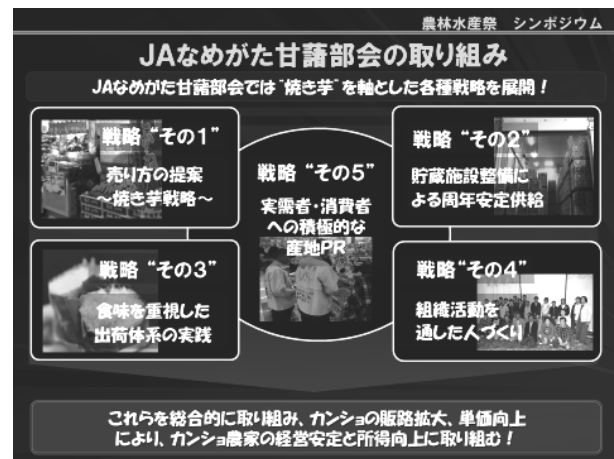 農林水産祭 シンポジウム
JAなめがた甘藷部会の取り組み
JAなめがた甘藷部会では“焼き芋”を軸とした各種戦略を展開！
戦略“その1”
売り方の提案
～焼き芋戦略～
戦略“その2”
貯蔵施設整備に
よる周年安定供給
戦略“その5”
実需者・消費者
への積極的な
産地PR
戦略“その3”
食味を重視した
出荷体系の実践
戦略“その4”
組織活動を
通した人づくり
これらを総合的に取り組み、カンショの販路拡大、単価向上
により、カンショ農家の経営安定と所得向上に取り組む！